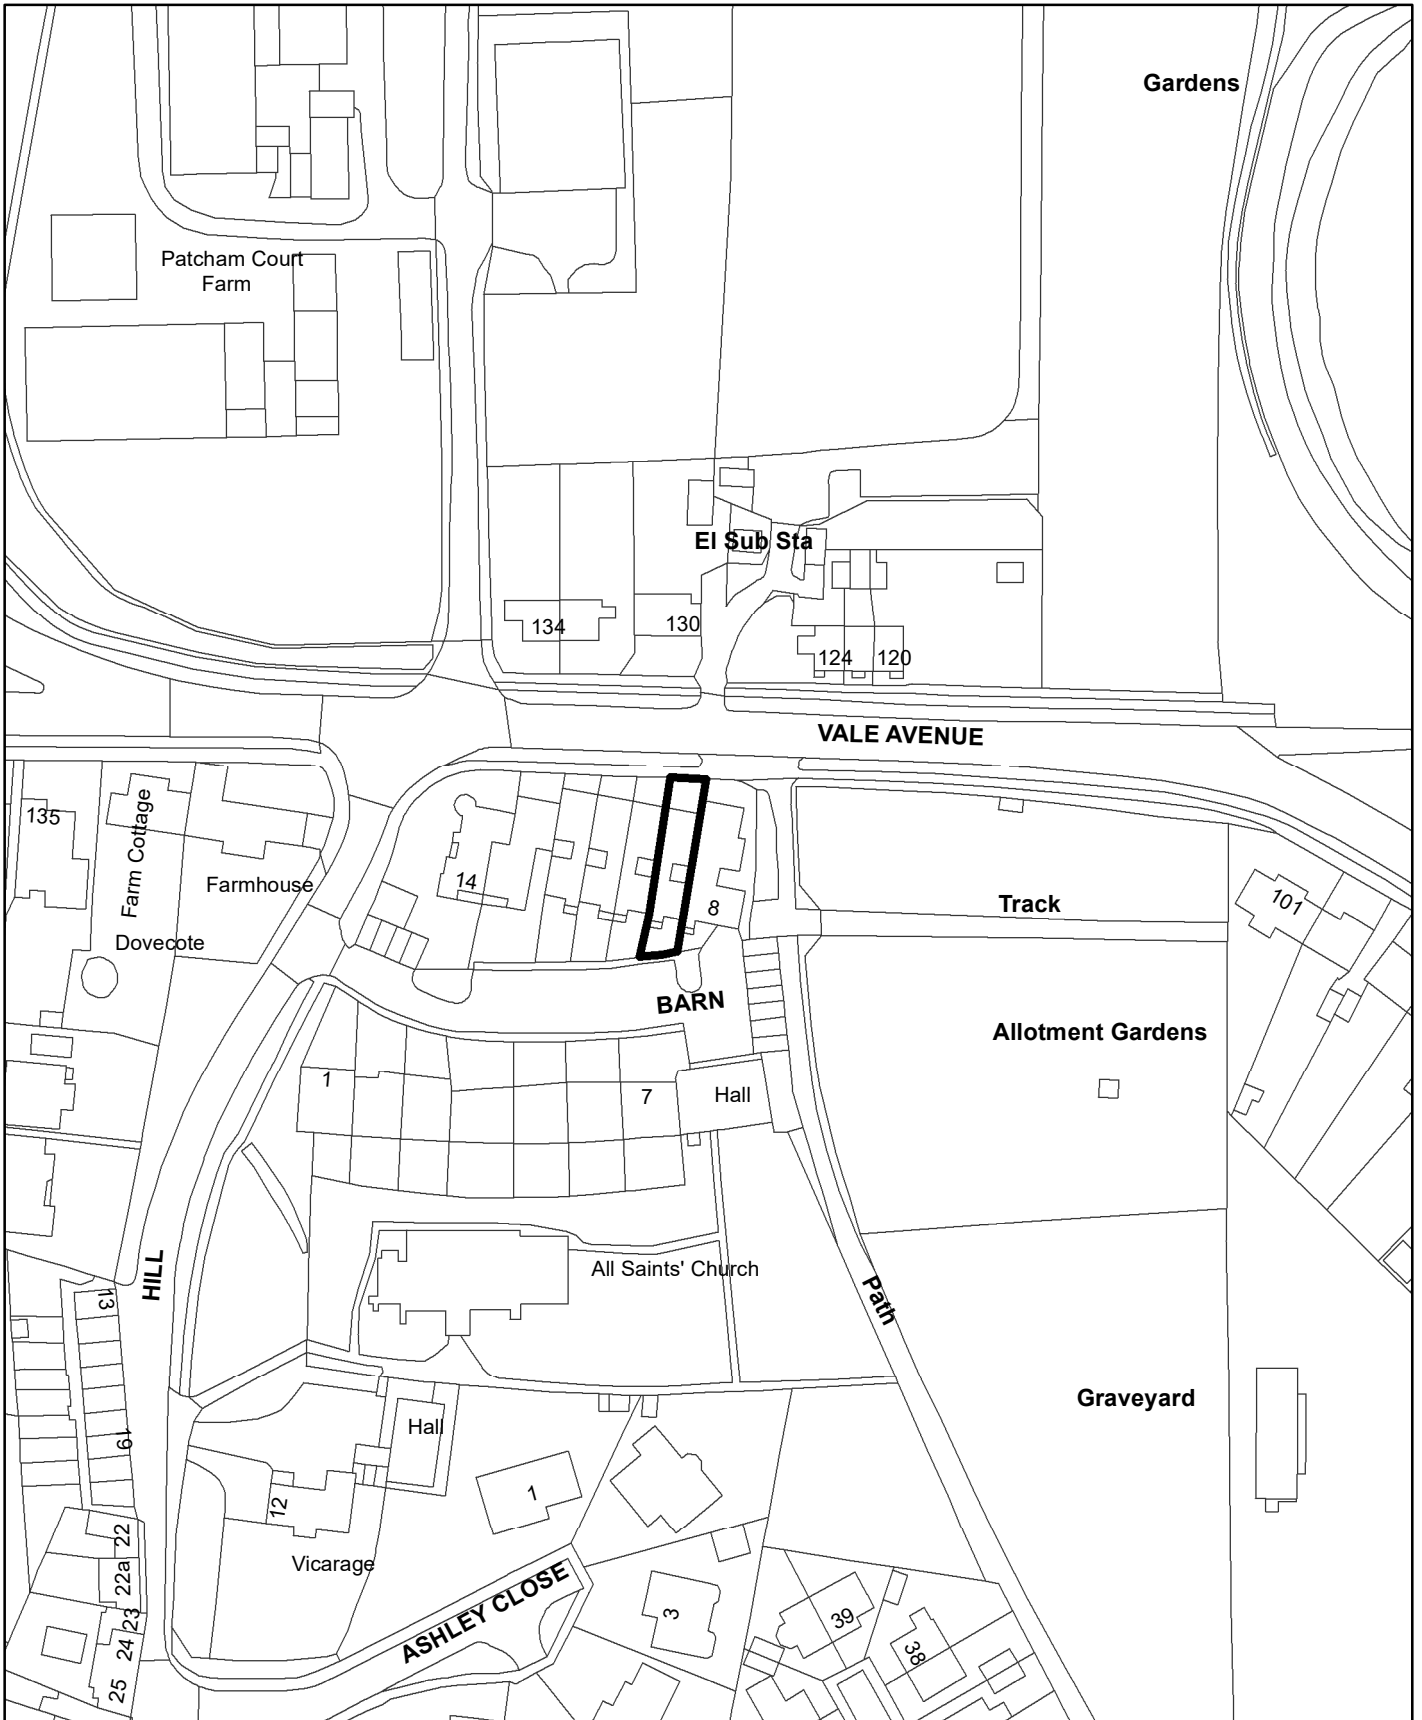 Gardens
Patcham Court
Farm
El Sub Sta
134
130
124
120
VALE AVENUE
135
Farm Cottage
Farmhouse
14
8
101
Track
Dovecote
BARN
Allotment Gardens
1
7
Hall
HILL
All Saints' Church
13
Path
Graveyard
19
Hall
12
1
22
22a
Vicarage
23
24
25
ASHLEY CLOSE
3
39
38